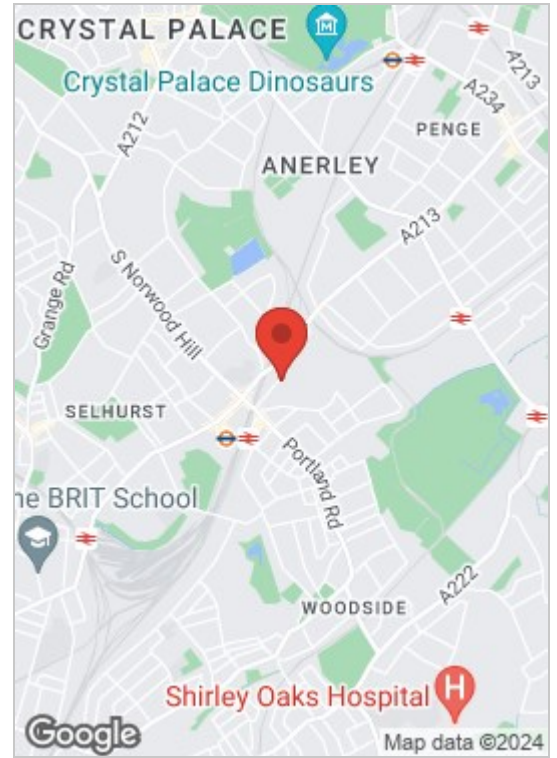 CRYSTAL PALACE
Crystal Palace Dinosaurs
A213
A234
A212
PENGE
ANERLEY
A213
Grange Rd
S Norwood Hill
SELHURST
Portland Rd
he BRIT School
A222
WOODSIDE
Shirley Oaks Hospital
H
Google
Map data ©2024